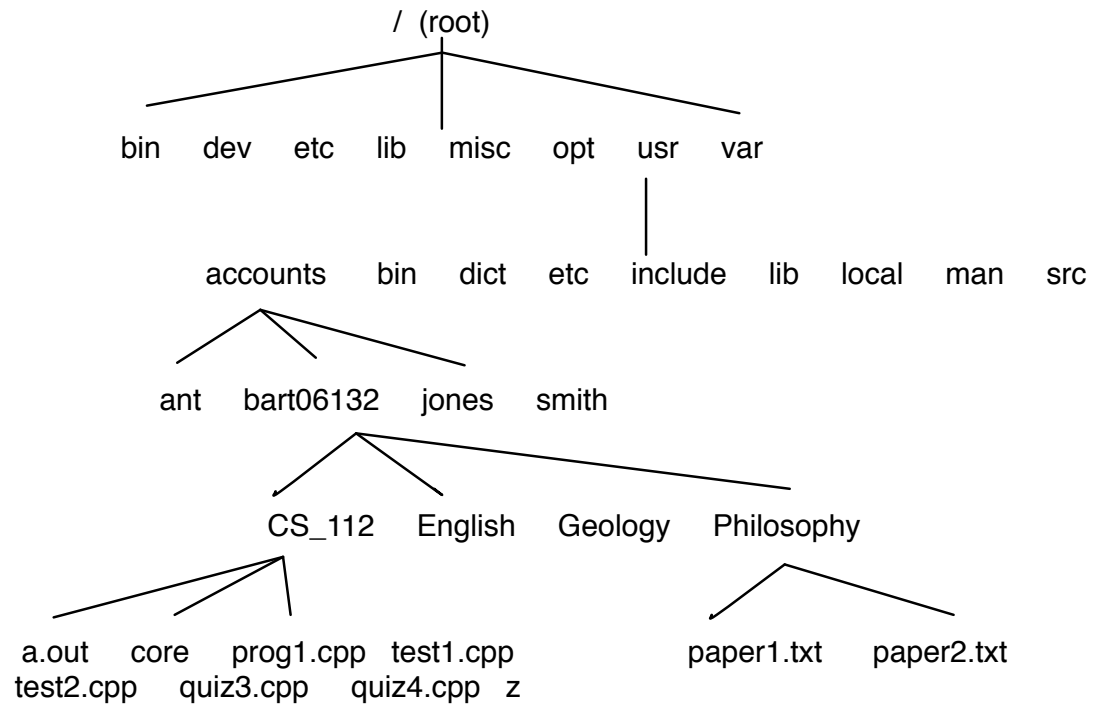 / (root)
bin dev etc lib misc opt usr var
accounts bin dict etc include lib local man src
ant bart06132 jones smith
CS_112 English Geology Philosophy
a.out core prog1.cpp test1.cpp paper1.txt paper2.txt
test2.cpp quiz3.cpp quiz4.cpp z